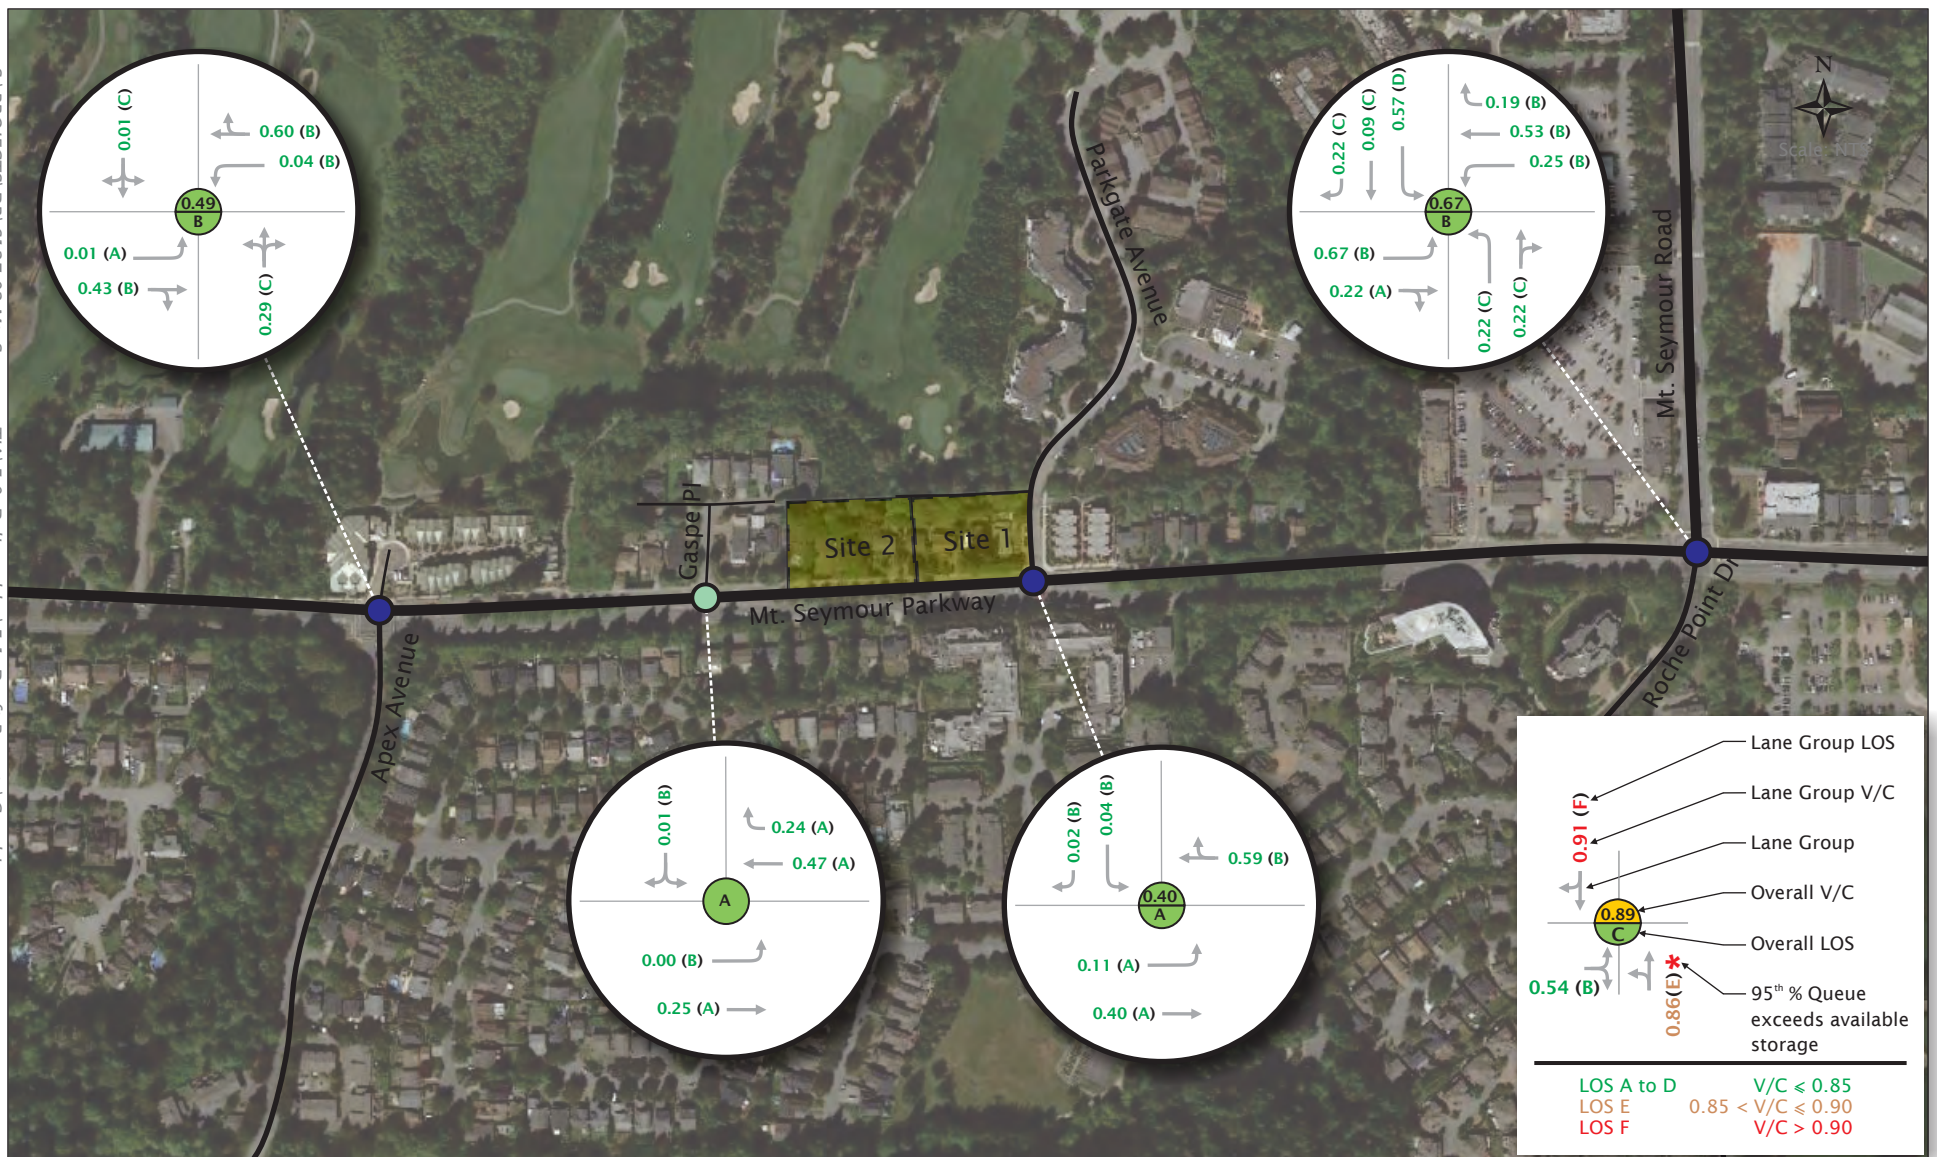 0.01 (C)
0.60 (B)
0.04 (B)
0.49
B
0.01 (A)
0.43 (B)
0.29 (C)
0.22 (C)
0.09 (C)
0.57 (D)
0.19 (B)
0.53 (B)
0.25 (B)
0.67
B
0.67 (B)
0.22 (A)
0.22 (C)
0.22 (C)
N
Scale: NTS
Parkgate Avenue
Mt. Seymour Road
Gaspe Pl
Site 2
Site 1
Mt. Seymour Parkway
Apex Avenue
Roche Point Dr
0.01 (B)
0.24 (A)
0.47 (A)
A
0.00 (B)
0.25 (A)
0.02 (B)
0.04 (B)
0.59 (B)
0.40
A
0.11 (A)
0.40 (A)
Lane Group LOS
Lane Group V/C
Lane Group
Overall V/C
Overall LOS
95th % Queue
exceeds available
storage
0.91 (F)
0.89
C
0.54 (B)
0.86(E)*
LOS A to D V/C ⩽ 0.85
LOS E 0.85 < V/C ⩽ 0.90
LOS F V/C > 0.90